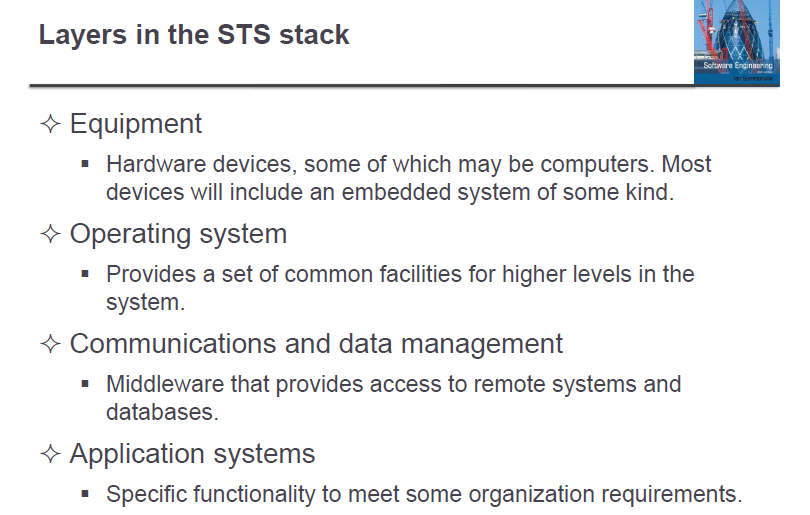 Layers in the STS stack
Software Engineering
Ian Sommerville
Equipment
Hardware devices, some of which may be computers. Most
devices will include an embedded system of some kind.
Operating system
Provides a set of common facilities for higher levels in the
system.
Communications and data management
Middleware that provides access to remote systems and
databases.
Application systems
Specific functionality to meet some organization requirements.